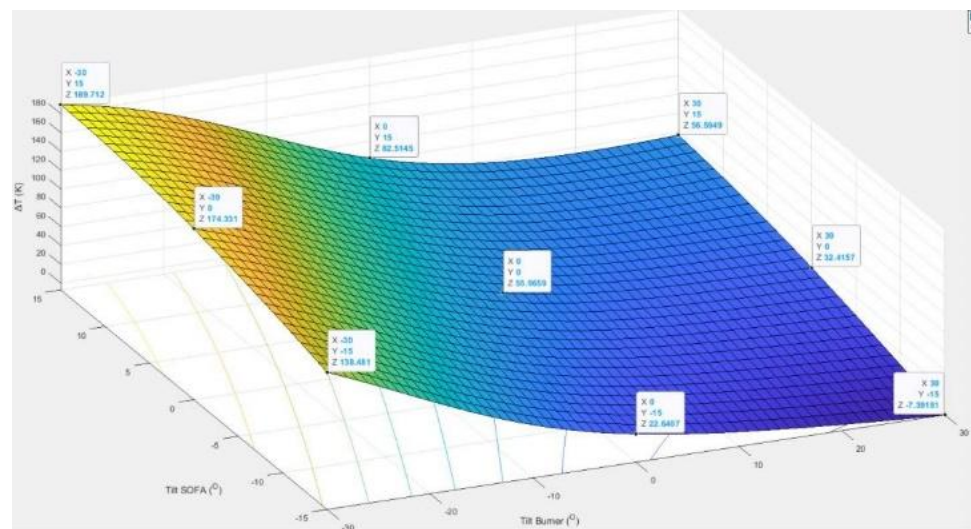 X -30
Y 15
Z 189.712
X 0
Y 15
Z 82.5145
X 30
Y 15
Z 56.5949
X -30
Y 0
Z 174.331
X 0
Y 0
Z 55.9659
X 30
Y 0
Z 32.4157
X -30
Y -15
Z 138.481
X 0
Y -15
Z 22.6407
X 30
Y -15
Z -7.39151
ΔT (K)
180
160
140
120
100
80
60
40
20
0
15
10
5
0
-5
-10
-15
Tilt SOFA (O)
-30
-20
-10
0
10
20
30
Tilt Burner (O)